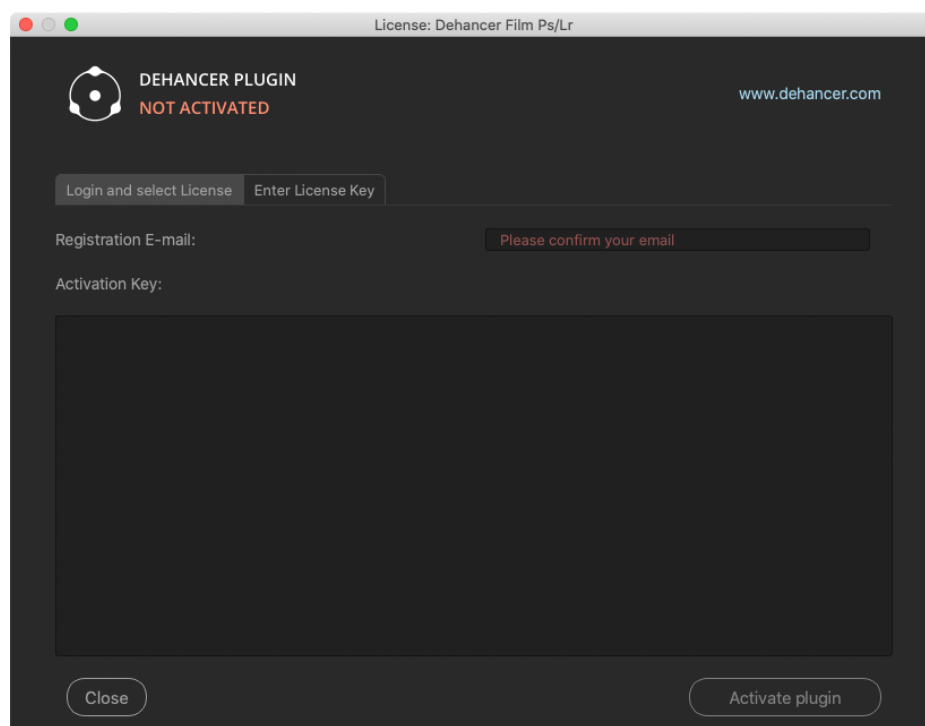 License: Dehancer Film Ps/Lr
DEHANCER PLUGIN
NOT ACTIVATED
www.dehancer.com
Login and select License Enter License Key
Registration E-mail: Please confirm your email
Activation Key:
Close Activate plugin